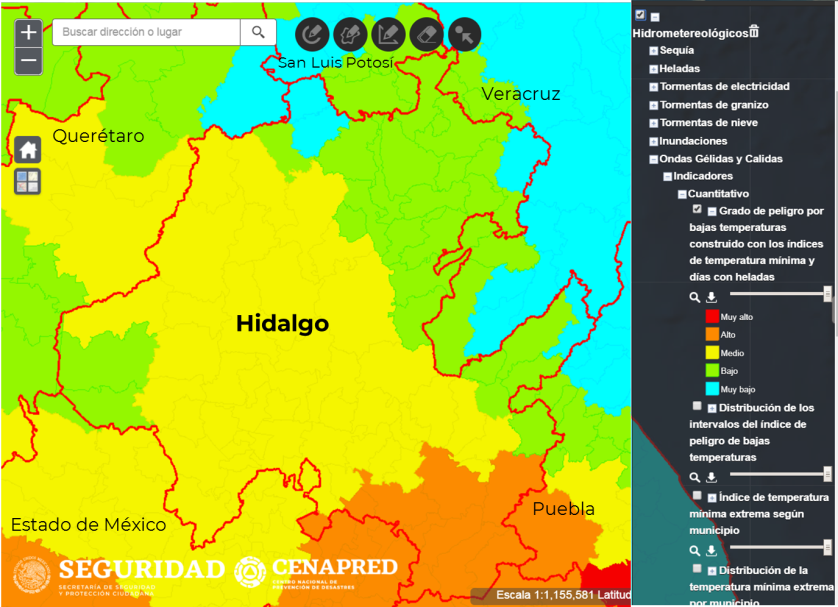 Buscar dirección o lugar
San Luis Potosí
Veracruz
Querétaro
Hidalgo
Estado de México
Puebla
SEGURIDAD
SECRETARÍA DE SEGURIDAD
Y PROTECCIÓN CIUDADANA
CENAPRED
CENTRO NACIONAL DE
PREVENCIÓN DE DESASTRES
Escala 1:1,155,581 Latitud
Hidrometereológicos
Sequía
Heladas
Tormentas de electricidad
Tormentas de granizo
Tormentas de nieve
Inundaciones
Ondas Gélidas y Calidas
Indicadores
Cuantitativo
Grado de peligro por
bajas temperaturas
construido con los índices
de temperatura mínima y
días con heladas
Muy alto
Alto
Medio
Bajo
Muy bajo
Distribución de los
intervalos del índice de
peligro de bajas
temperaturas
Índice de temperatura
mínima extrema según
municipio
Distribución de la
temperatura mínima extrema
por municipio